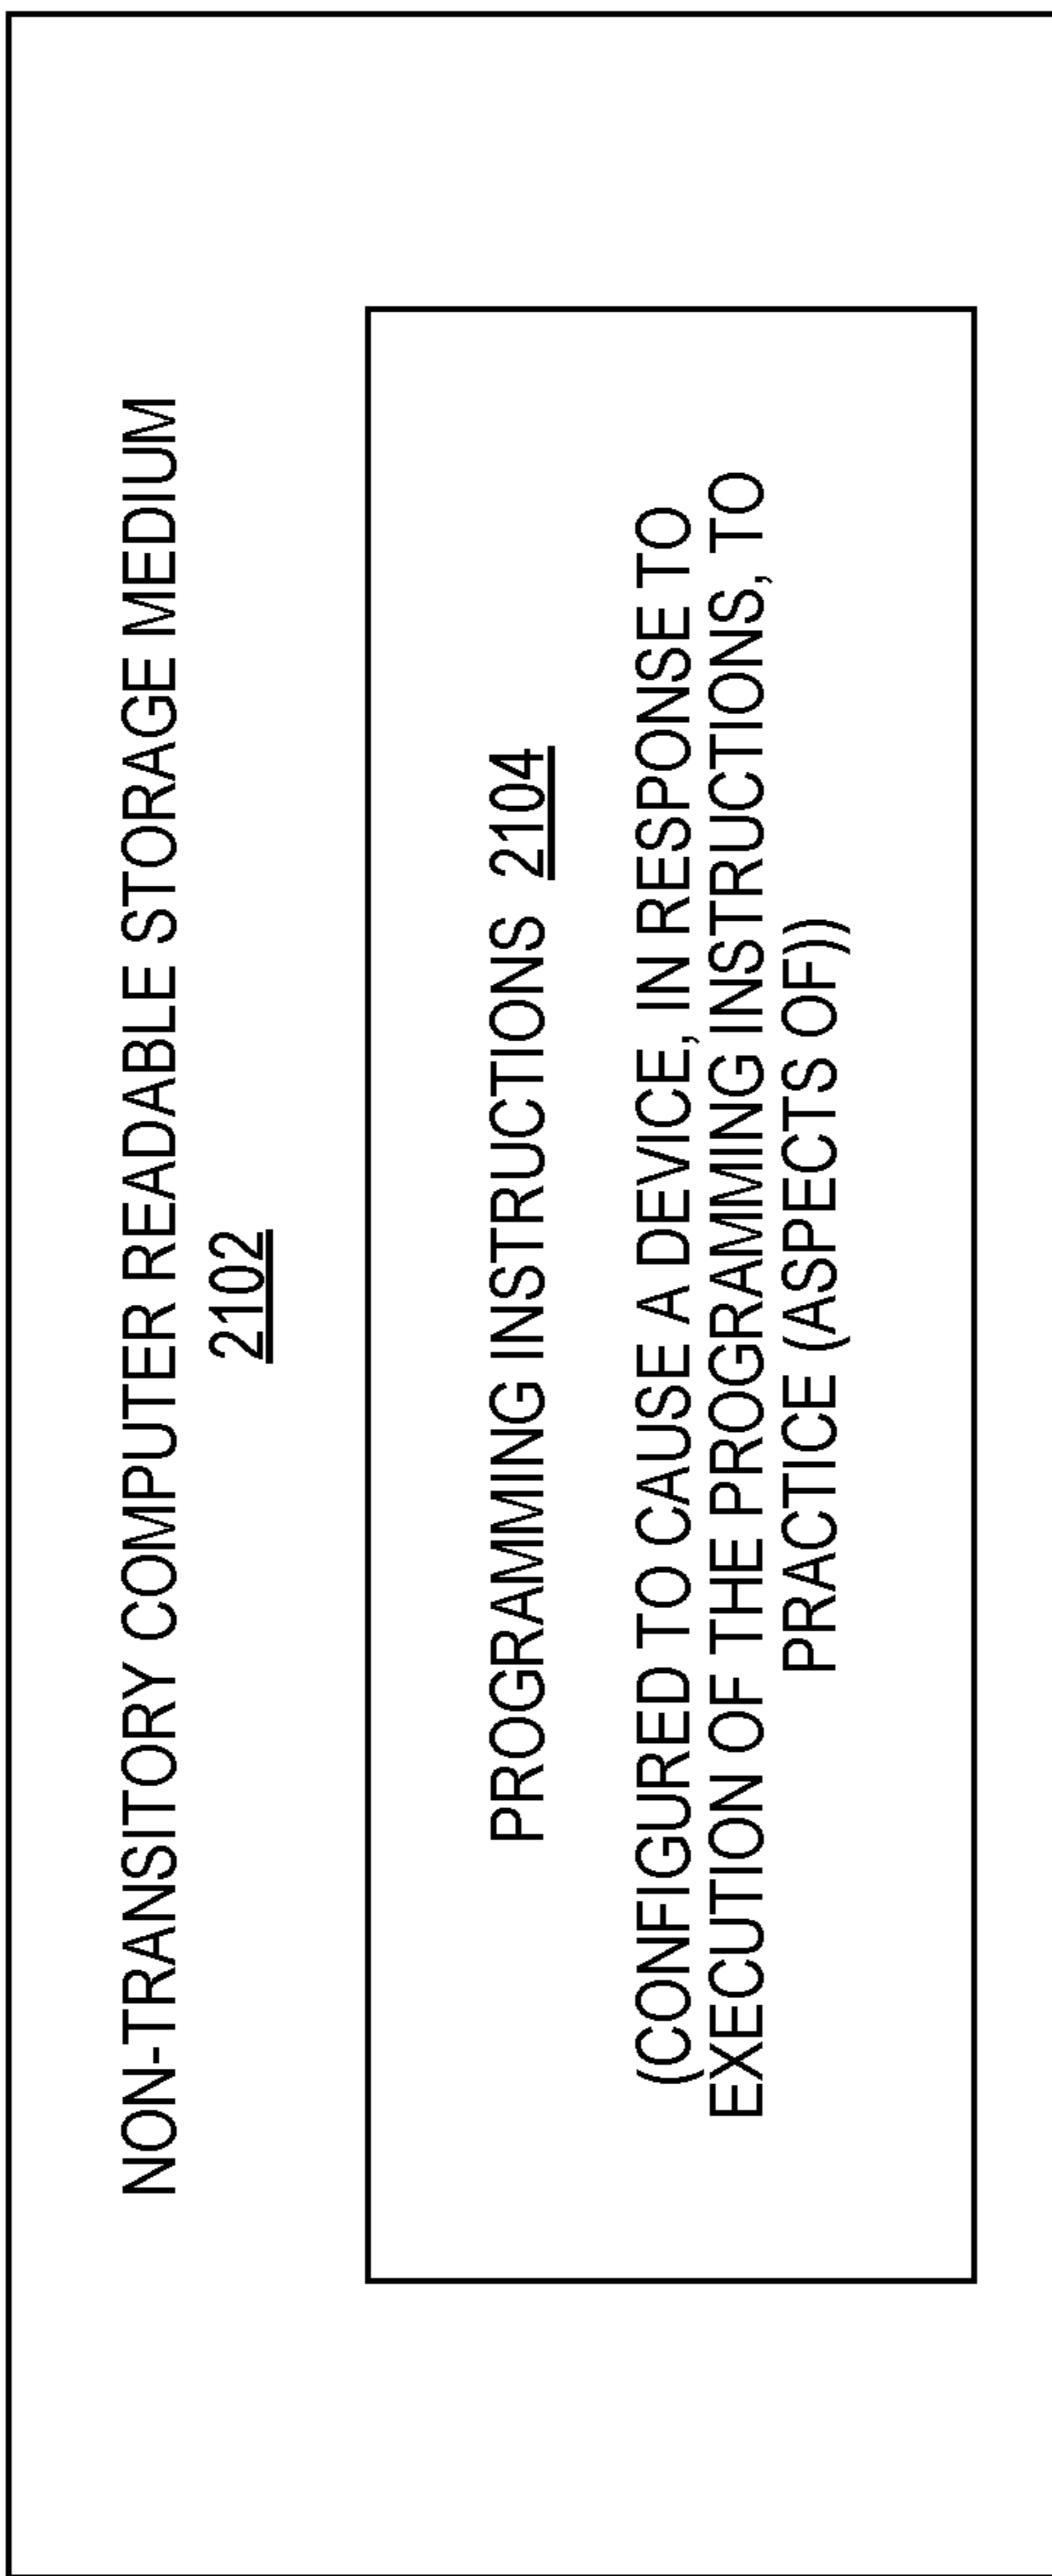 NON-TRANSITORY COMPUTER READABLE STORAGE MEDIUM
2102
PROGRAMMING INSTRUCTIONS 2104
(CONFIGURED TO CAUSE A DEVICE, IN RESPONSE TO
EXECUTION OF THE PROGRAMMING INSTRUCTIONS, TO
PRACTICE (ASPECTS OF))